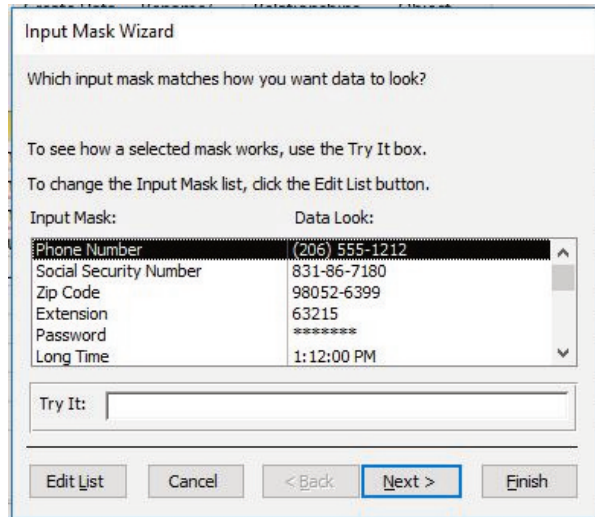 Input Mask Wizard
Which input mask matches how you want data to look?
To see how a selected mask works, use the Try It box.
To change the Input Mask list, click the Edit List button.
Input Mask: Data Look:
Phone Number (206) 555-1212
Social Security Number 831-86-7180
Zip Code 98052-6399
Extension 63215
Password *******
Long Time 1:12:00 PM
Try It:
Edit List Cancel < Back Next > Finish